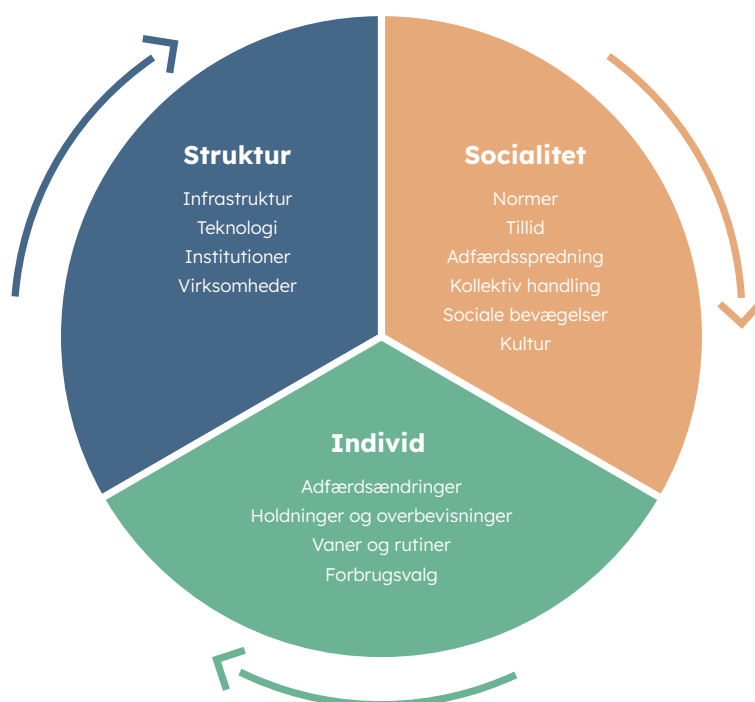 Struktur
Infrastruktur
Teknologi
Institutioner
Virksomheder
Socialitet
Normer
Tillid
Adfærdsspredning
Kollektiv handling
Sociale bevægelser
Kultur
Individ
Adfærdsændringer
Holdninger og overbevisninger
Vaner og rutiner
Forbrugsvalg